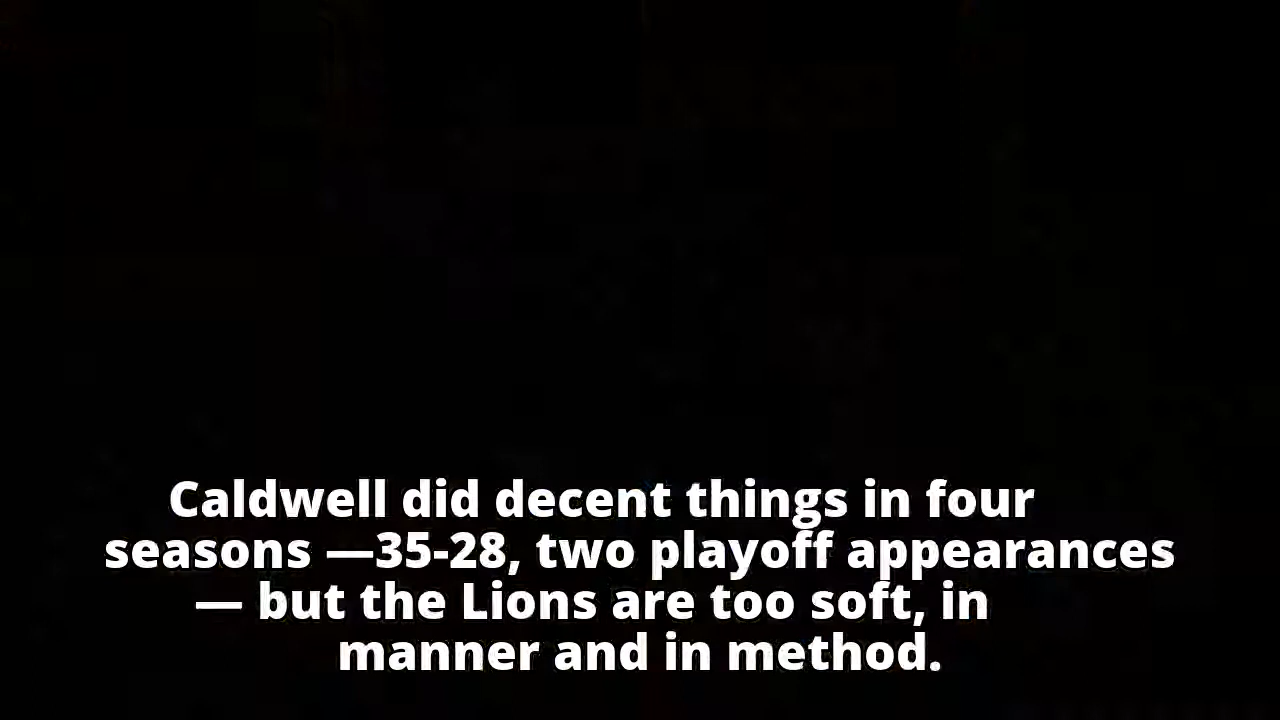 Caldwell did decent things in four
seasons —35-28, two playoff appearances
— but the Lions are too soft, in
manner and in method.